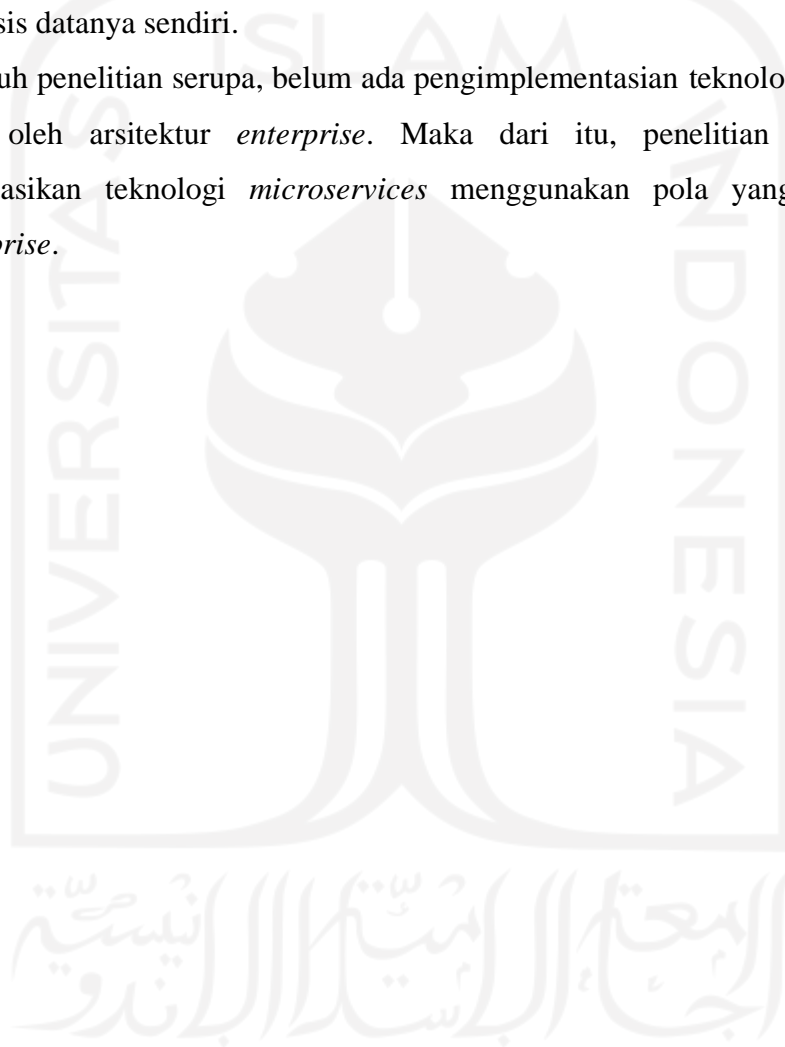 sis datanya sendiri.
uh penelitian serupa, belum ada pengimplementasian teknolo
oleh arsitektur enterprise. Maka dari itu, penelitian
asikan teknologi microservices menggunakan pola yang
prise.
ISLAM
UNIVERSITAS
INDONESIA